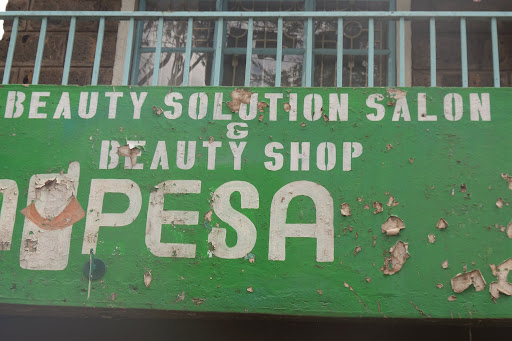 BEAUTY SOLUTION SALON
&
BEAUTY SHOP
PESA